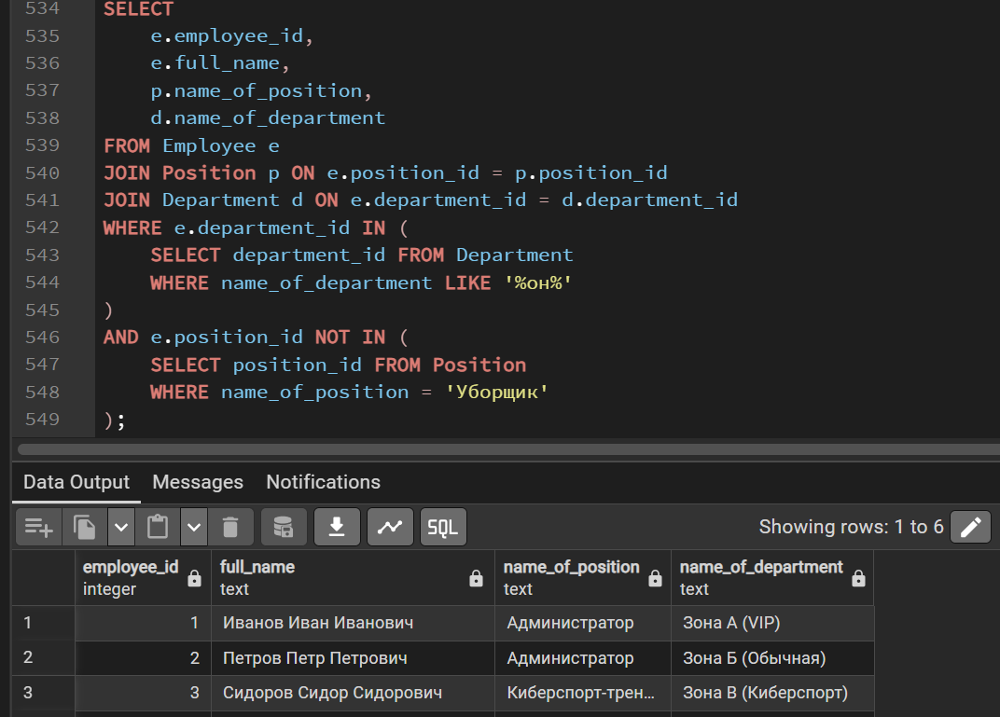 534 SELECT
535 e.employee_id,
536 e.full_name,
537 p.name_of_position,
538 d.name_of_department
539 FROM Employee e
540 JOIN Position p ON e.position_id = p.position_id
541 JOIN Department d ON e.department_id = d.department_id
542 WHERE e.department_id IN (
543 SELECT department_id FROM Department
544 WHERE name_of_department LIKE '%он%'
545 )
546 AND e.position_id NOT IN (
547 SELECT position_id FROM Position
548 WHERE name_of_position = 'Уборщик'
549 );
Data Output Messages Notifications
SQL Showing rows: 1 to 6
employee_id full_name name_of_position name_of_department
integer text text text
1 1 Иванов Иван Иванович Администратор Зона А (VIP)
2 2 Петров Петр Петрович Администратор Зона Б (Обычная)
3 3 Сидоров Сидор Сидорович Киберспорт-трен... Зона В (Киберспорт)